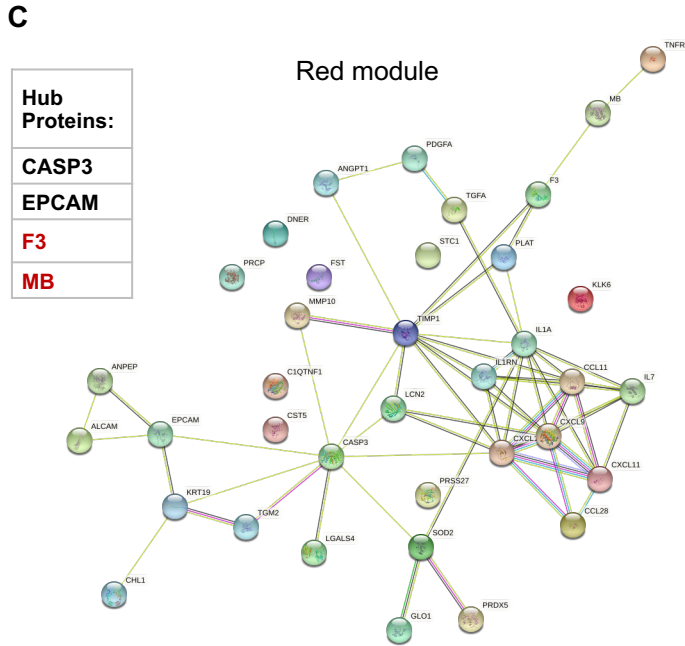 C
Red module
Hub
Proteins:
CASP3
EPCAM
F3
MB
TNFR
MB
PDGFA
ANGPT1
F3
TGFA
DNER
STC1
PLAT
PRCP
FST
KLK6
MMP10
TIMP1
IL1A
IL1RN
CCL11
IL7
ANPEP
C1QTNF1
LCN2
ALCAM
EPCAM
CST5
CXCL9
CASP3
CXCL11
KRT19
PRSS27
CCL28
TGM2
LGALS4
SOD2
CHL1
GLO1
PRDX5